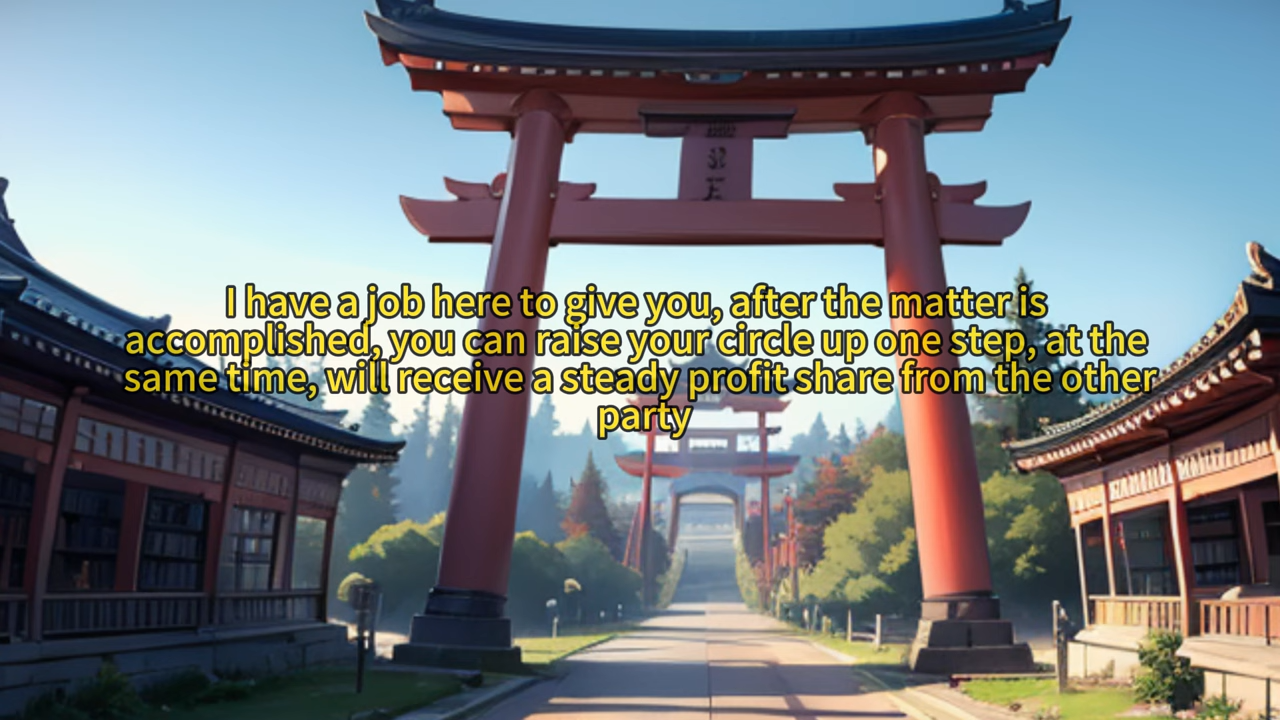 I have a job here to give you, after the matter is
accomplished, you can raise your circle up one step, at the
same time, will receive a steady profit share from the other
party